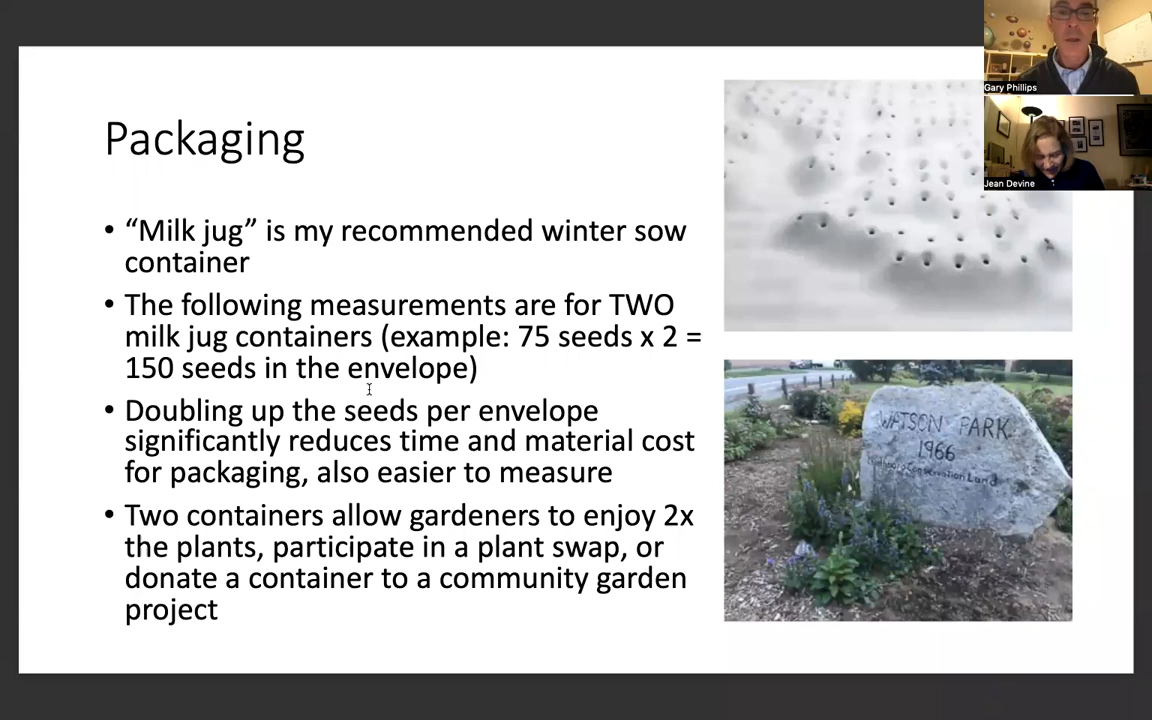 Packaging
• “Milk jug” is my recommended winter sow
container
• The following measurements are for TWO
milk jug containers (example: 75 seeds x 2 =
150 seeds in the envelope)
• Doubling up the seeds per envelope
significantly reduces time and material cost
for packaging, also easier to measure
• Two containers allow gardeners to enjoy 2x
the plants, participate in a plant swap, or
donate a container to a community garden
project
Gary Phillips
Jean Devine
WATSON PARK
1966
Conservation Land